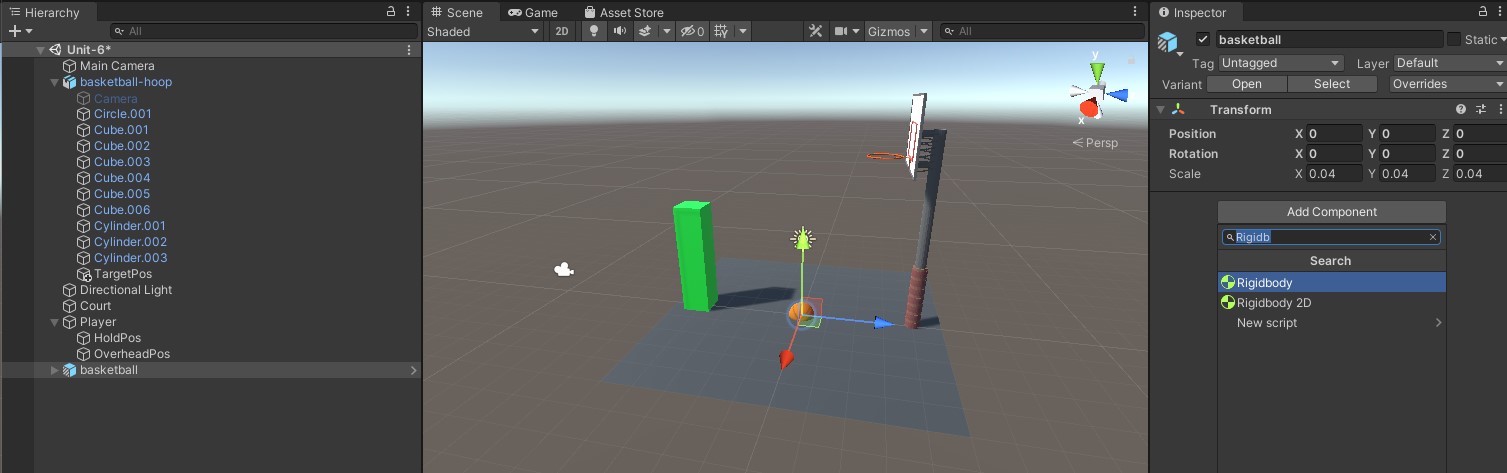 Hierarchy
All
Unit-6*
Main Camera
basketball-hoop
Camera
Circle.001
Cube.001
Cube.002
Cube.003
Cube.004
Cube.005
Cube.006
Cylinder.001
Cylinder.002
Cylinder.003
TargetPos
Directional Light
Court
Player
HoldPos
OverheadPos
basketball
Scene Game Asset Store
Shaded 2D 0 Gizmos All
y
x
Persp
Inspector
basketball Static
Tag Untagged Layer Default
Variant Open Select Overrides
Transform
Position X 0 Y 0 Z 0
Rotation X 0 Y 0 Z 0
Scale X 0.04 Y 0.04 Z 0.04
Add Component
Rigidb
Search
Rigidbody
Rigidbody 2D
New script